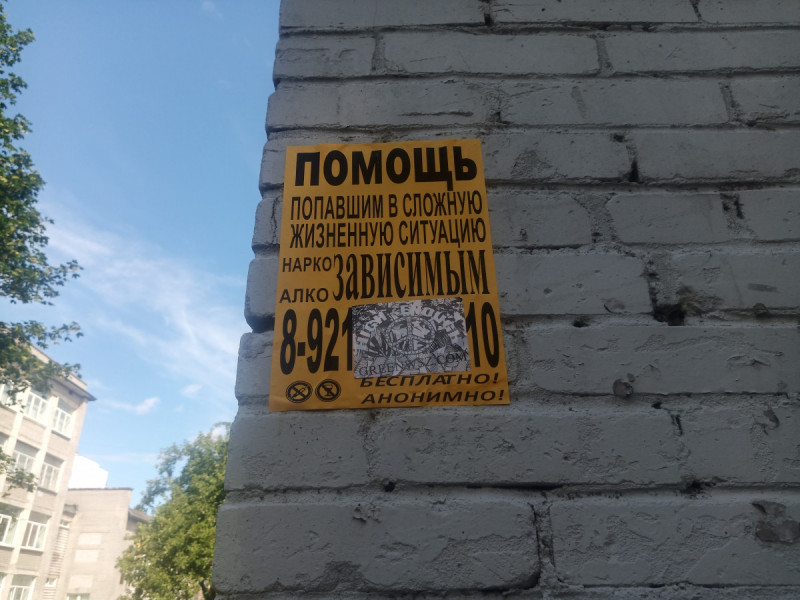 ПОМОЩЬ
ПОПАВШИМ В СЛОЖНУЮ
ЖИЗНЕННУЮ СИТУАЦИЮ
НАРКО
АЛКО
ЗАВИСИМЫМ
8-921
10
БЕСПЛАТНО!
АНОНИМНО!